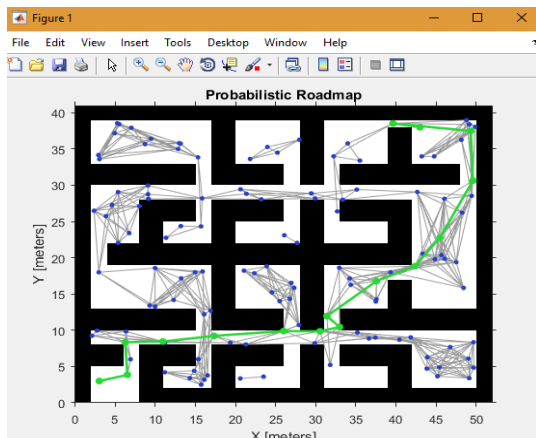 Figure 1
File Edit View Insert Tools Desktop Window Help
Probabilistic Roadmap
40
35
30
25
20
15
10
5
0
Y [meters]
0 5 10 15 20 25 30 35 40 45 50
X [meters]